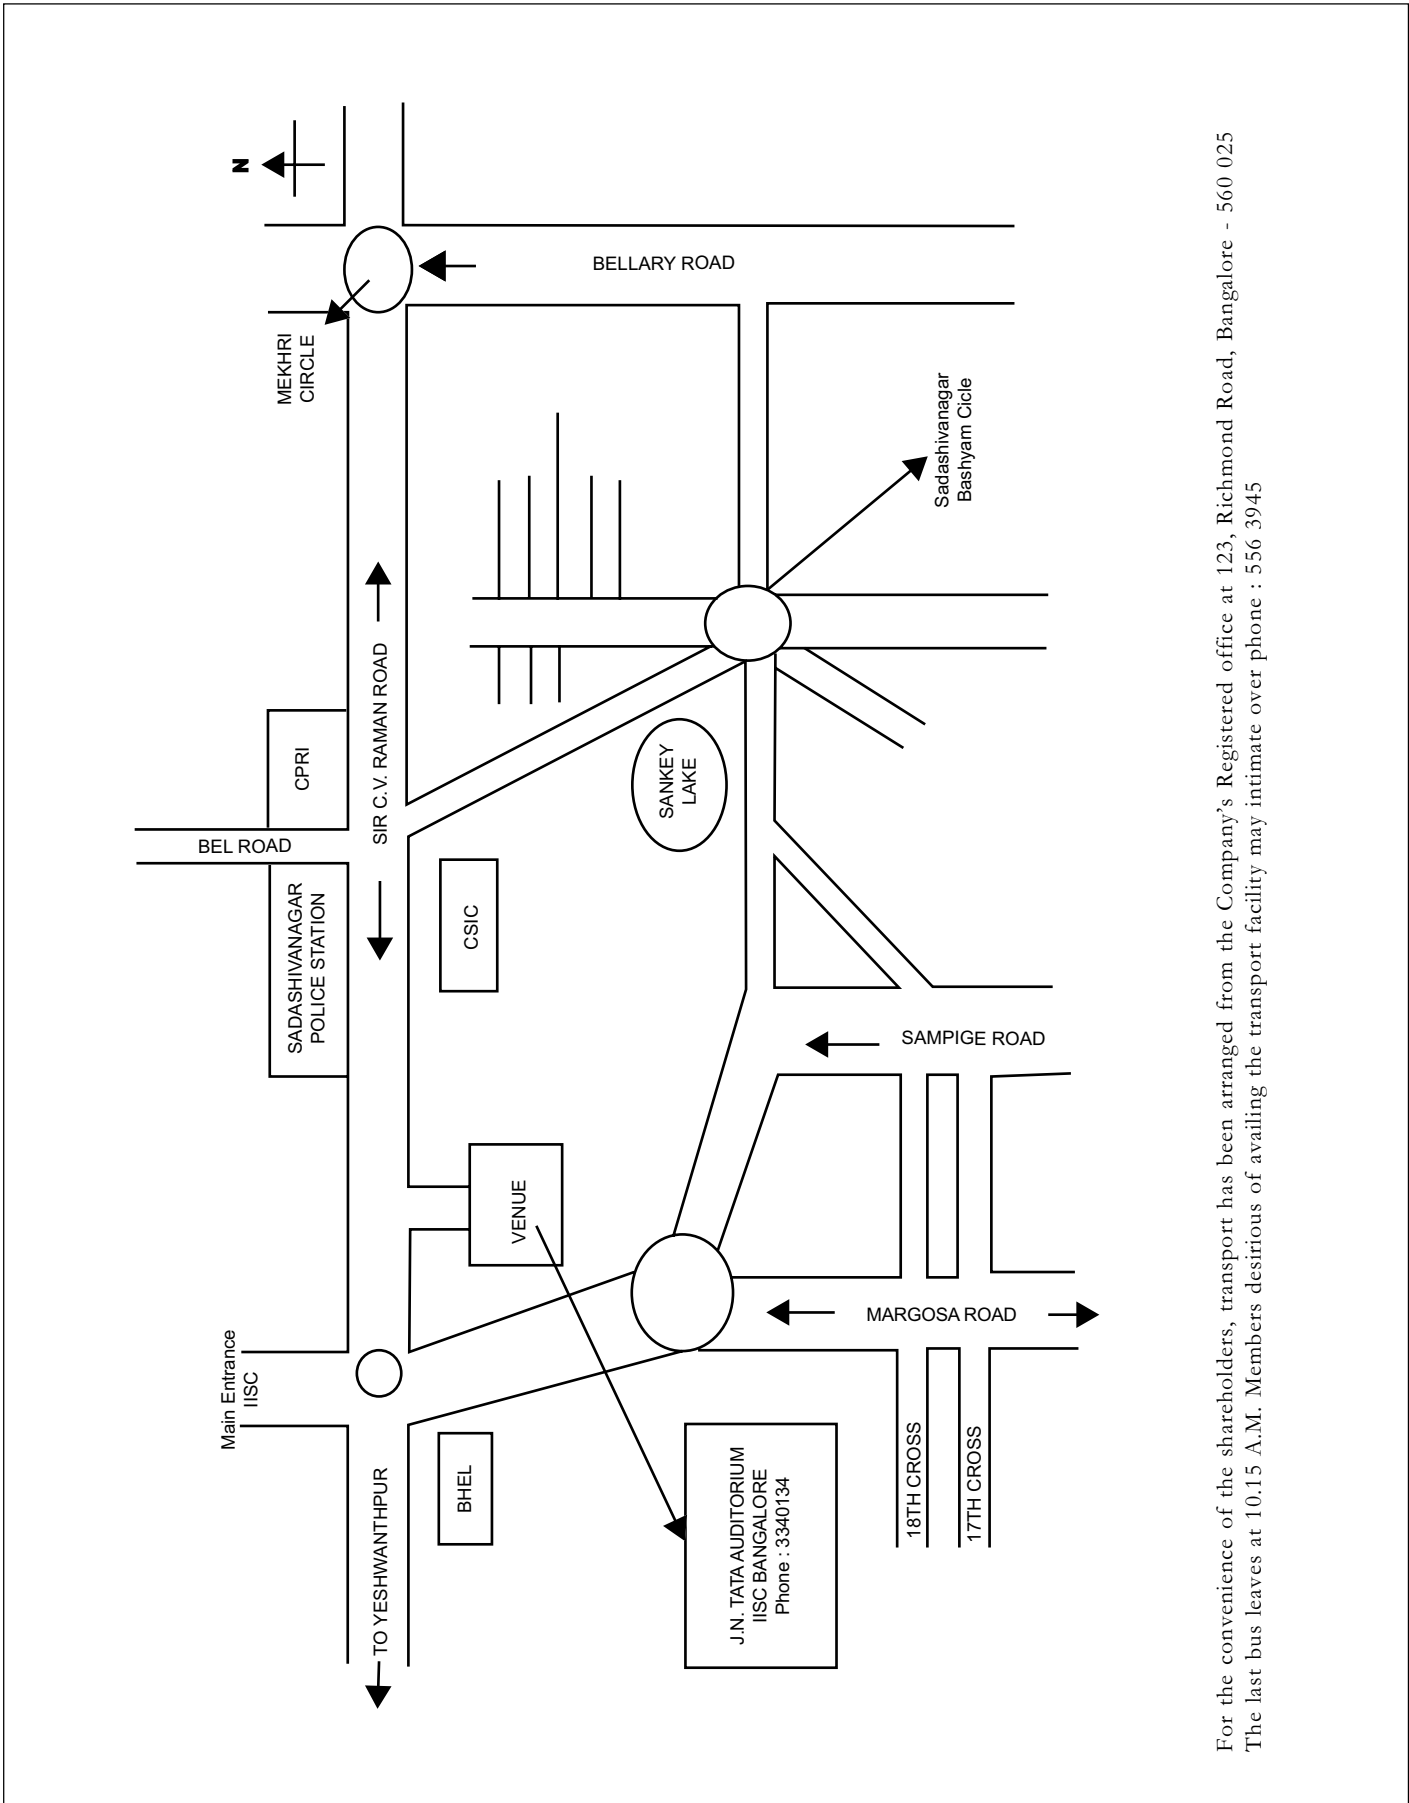 N
MEKHRI
CIRCLE
BELLARY ROAD
Sadashivanagar
Bashyam Cicle
CPRI
SIR C.V. RAMAN ROAD
BEL ROAD
SADASHIVANAGAR
POLICE STATION
CSIC
SANKEY
LAKE
SAMPIGE ROAD
VENUE
MARGOSA ROAD
Main Entrance
IISC
TO YESHWANTHPUR
BHEL
J.N. TATA AUDITORIUM
IISC BANGALORE
Phone : 3340134
18TH CROSS
17TH CROSS
For the convenience of the shareholders, transport has been arranged from the Company's Registered office at 123, Richmond Road, Bangalore - 560 025
The last bus leaves at 10.15 A.M. Members desirious of availing the transport facility may intimate over phone : 556 3945